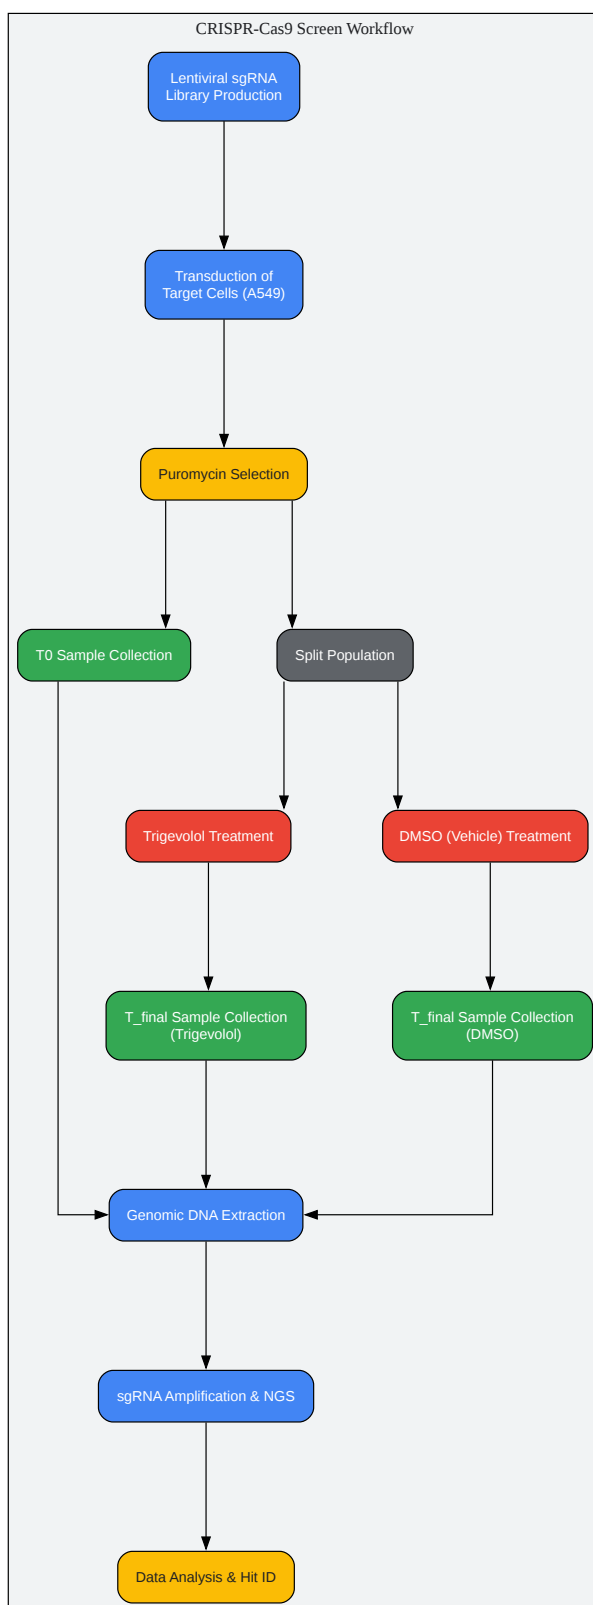 CRISPR-Cas9 Screen Workflow
Lentiviral sgRNA
Library Production
Transduction of
Target Cells (A549)
Puromycin Selection
T0 Sample Collection
Split Population
Trigevolol Treatment
DMSO (Vehicle) Treatment
T_final Sample Collection
(Trigevolol)
T_final Sample Collection
(DMSO)
Genomic DNA Extraction
sgRNA Amplification & NGS
Data Analysis & Hit ID